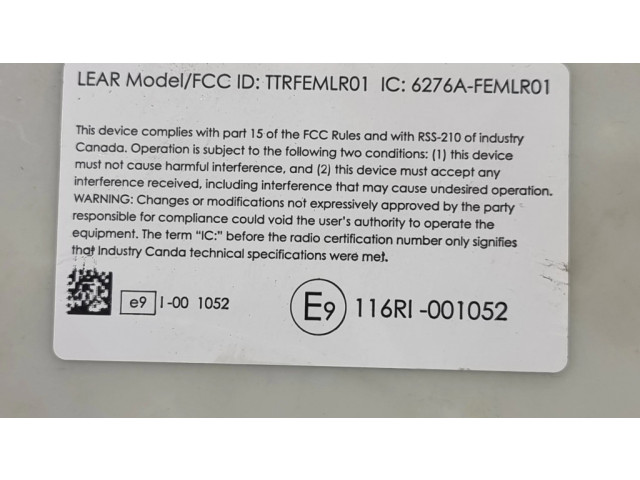 LEAR Model/FCC ID: TTRFEMLR01 IC: 6276A-FEMLR01
This device complies with part 15 of the FCC Rules and with RSS-210 of industry
Canada. Operation is subject to the following two conditions: (1) this device
must not cause harmful interference, and (2) this device must accept any
interference received, including interference that may cause undesired operation.
WARNING: Changes or modifications not expressively approved by the party
responsible for compliance could void the user's authority to operate the
equipment. The term "IC:" before the radio certification number only signifies
that Industry Canda technical specifications were met.
e9 I-00 1052
E9 116RI-001052